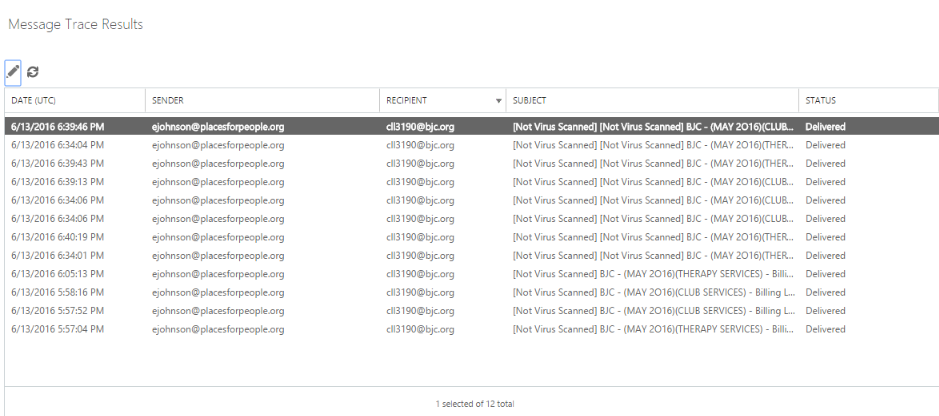 Message Trace Results
DATE (UTC) SENDER RECIPIENT SUBJECT STATUS
6/13/2016 6:39:46 PM ejohnson@placesforpeople.org cll3190@bjc.org [Not Virus Scanned] [Not Virus Scanned] BJC - (MAY 2O16)(CLUB... Delivered
6/13/2016 6:34:04 PM ejohnson@placesforpeople.org cll3190@bjc.org [Not Virus Scanned] [Not Virus Scanned] BJC - (MAY 2O16)(THER... Delivered
6/13/2016 6:39:43 PM ejohnson@placesforpeople.org cll3190@bjc.org [Not Virus Scanned] [Not Virus Scanned] BJC - (MAY 2O16)(THER... Delivered
6/13/2016 6:39:13 PM ejohnson@placesforpeople.org cll3190@bjc.org [Not Virus Scanned] [Not Virus Scanned] BJC - (MAY 2O16)(CLUB... Delivered
6/13/2016 6:34:06 PM ejohnson@placesforpeople.org cll3190@bjc.org [Not Virus Scanned] [Not Virus Scanned] BJC - (MAY 2O16)(CLUB... Delivered
6/13/2016 6:34:06 PM ejohnson@placesforpeople.org cll3190@bjc.org [Not Virus Scanned] [Not Virus Scanned] BJC - (MAY 2O16)(CLUB... Delivered
6/13/2016 6:40:19 PM ejohnson@placesforpeople.org cll3190@bjc.org [Not Virus Scanned] [Not Virus Scanned] BJC - (MAY 2O16)(THER... Delivered
6/13/2016 6:34:01 PM ejohnson@placesforpeople.org cll3190@bjc.org [Not Virus Scanned] [Not Virus Scanned] BJC - (MAY 2O16)(THER... Delivered
6/13/2016 6:05:13 PM ejohnson@placesforpeople.org cll3190@bjc.org [Not Virus Scanned] BJC - (MAY 2O16)(THERAPY SERVICES) - Billi... Delivered
6/13/2016 5:58:16 PM ejohnson@placesforpeople.org cll3190@bjc.org [Not Virus Scanned] BJC - (MAY 2O16)(CLUB SERVICES) - Billing L... Delivered
6/13/2016 5:57:52 PM ejohnson@placesforpeople.org cll3190@bjc.org [Not Virus Scanned] BJC - (MAY 2O16)(CLUB SERVICES) - Billing L... Delivered
6/13/2016 5:57:04 PM ejohnson@placesforpeople.org cll3190@bjc.org [Not Virus Scanned] BJC - (MAY 2O16)(THERAPY SERVICES) - Billi... Delivered
1 selected of 12 total